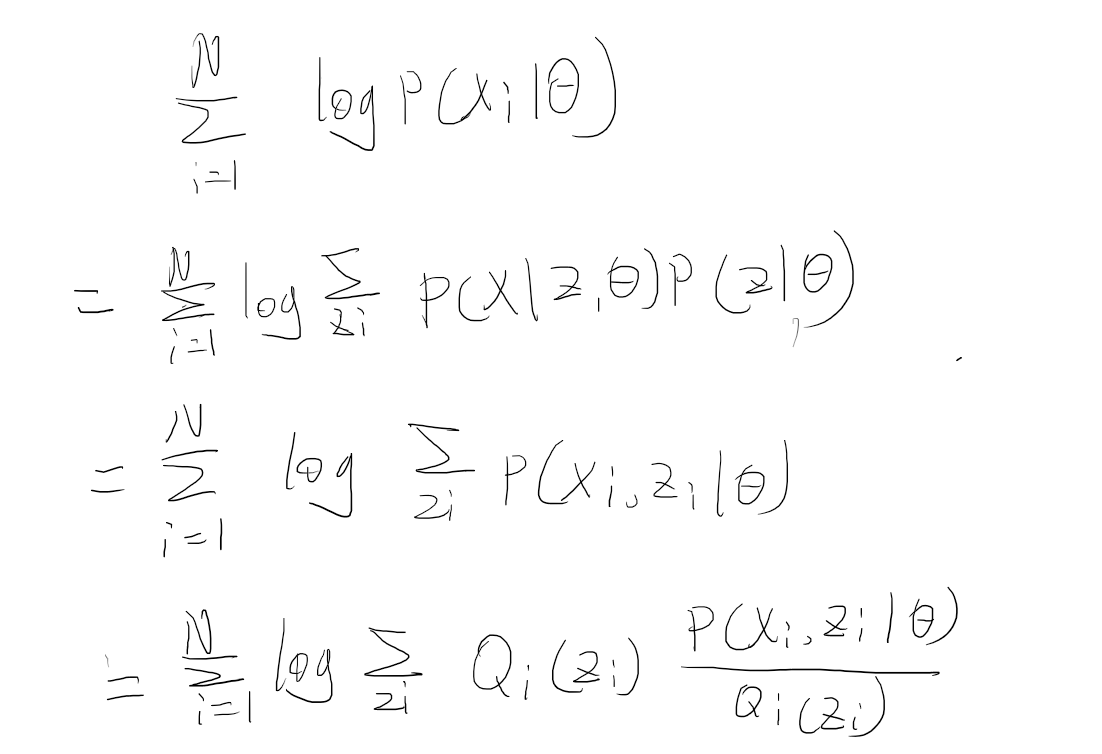 \sum_{i=1}^{N} \log P(x_i|\theta)
= \sum_{i=1}^{N} \log \sum_{z_i} P(x|z,\theta)P(z|\theta)
= \sum_{i=1}^{N} \log \sum_{z_i} P(x_i, z_i|\theta)
= \sum_{i=1}^{N} \log \sum_{z_i} Q_i(z_i) \frac{P(x_i, z_i|\theta)}{Q_i(z_i)}